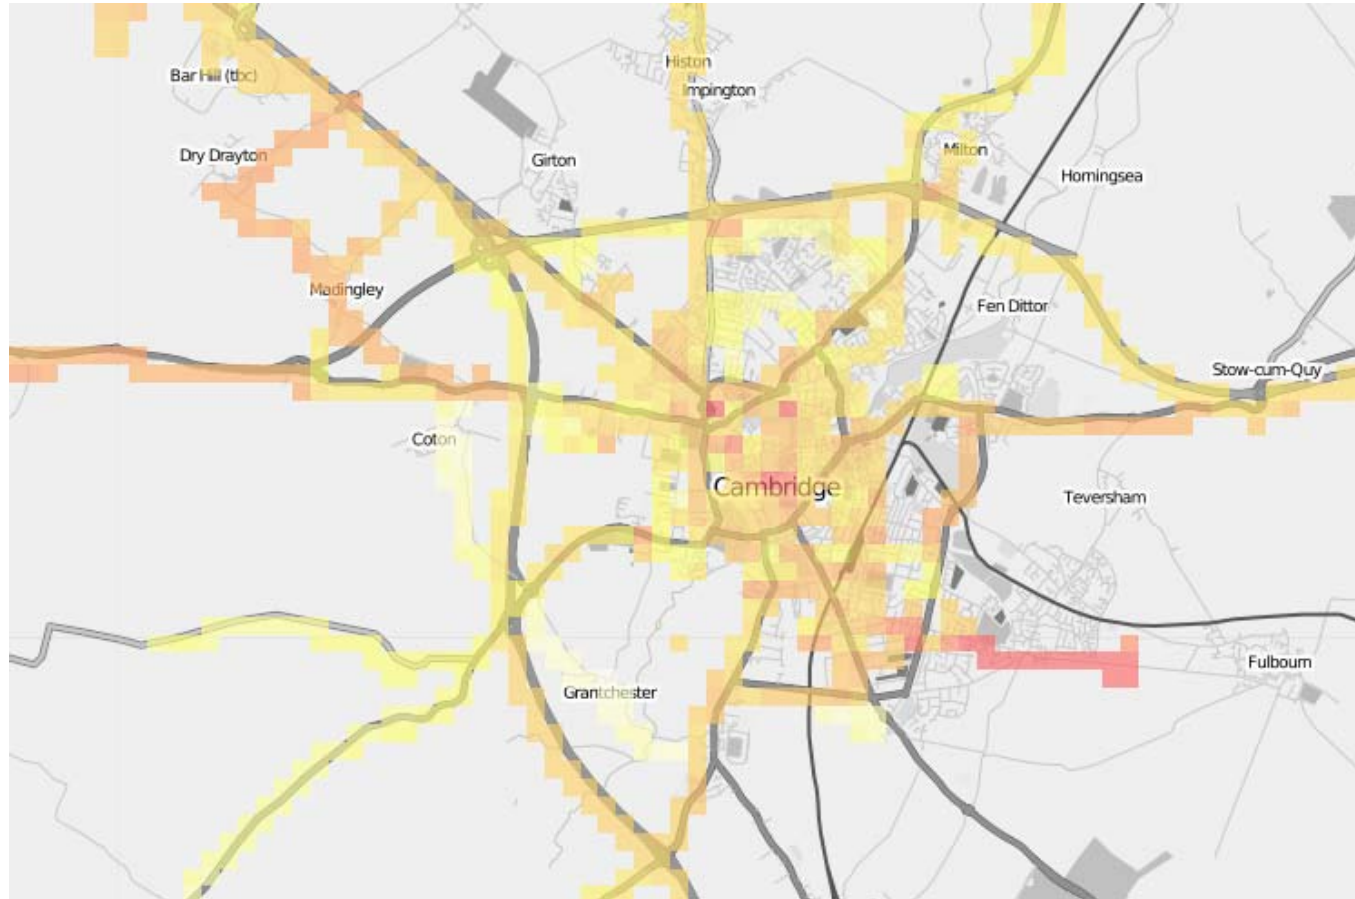 Histon
Bar Hill (tbc)
Impington
Dry Drayton
Girton
Milton
Horningsea
Madingley
Fen Ditton
Stow-cum-Quy
Coton
Cambridge
Teversham
Grantchester
Fulbourn